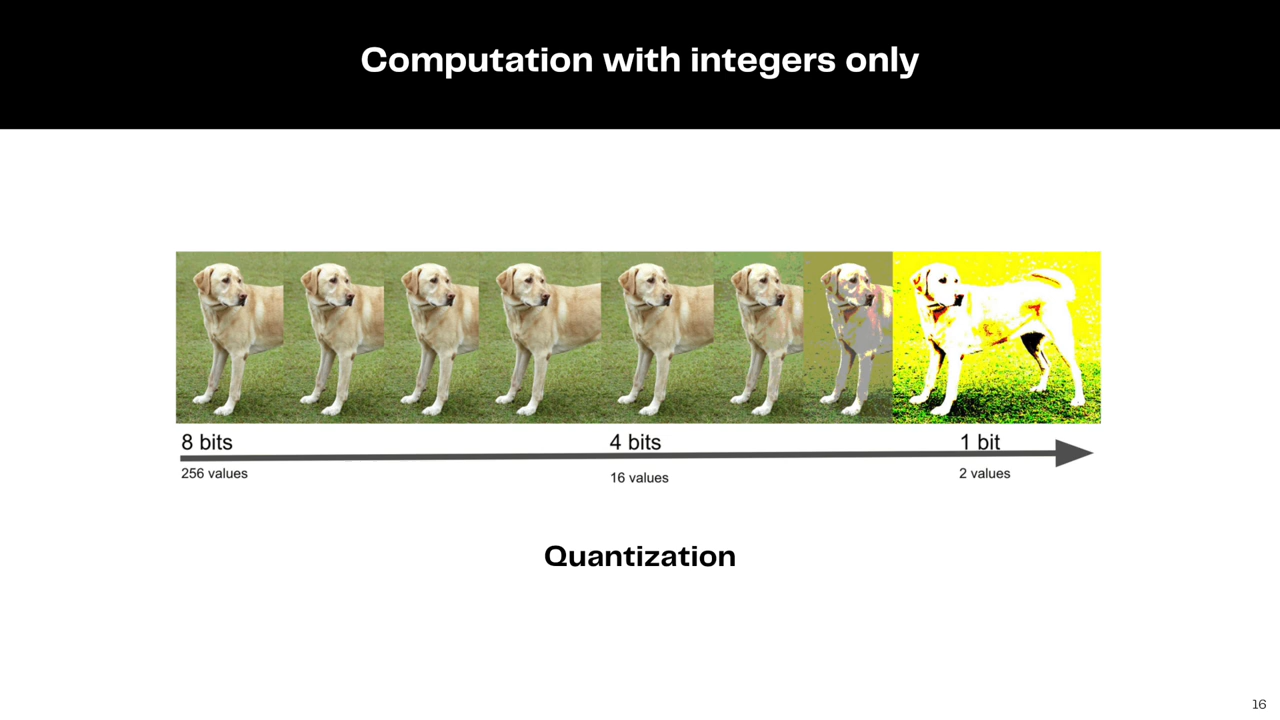 Computation with integers only
8 bits
4 bits
1 bit
256 values
16 values
2 values
Quantization
16